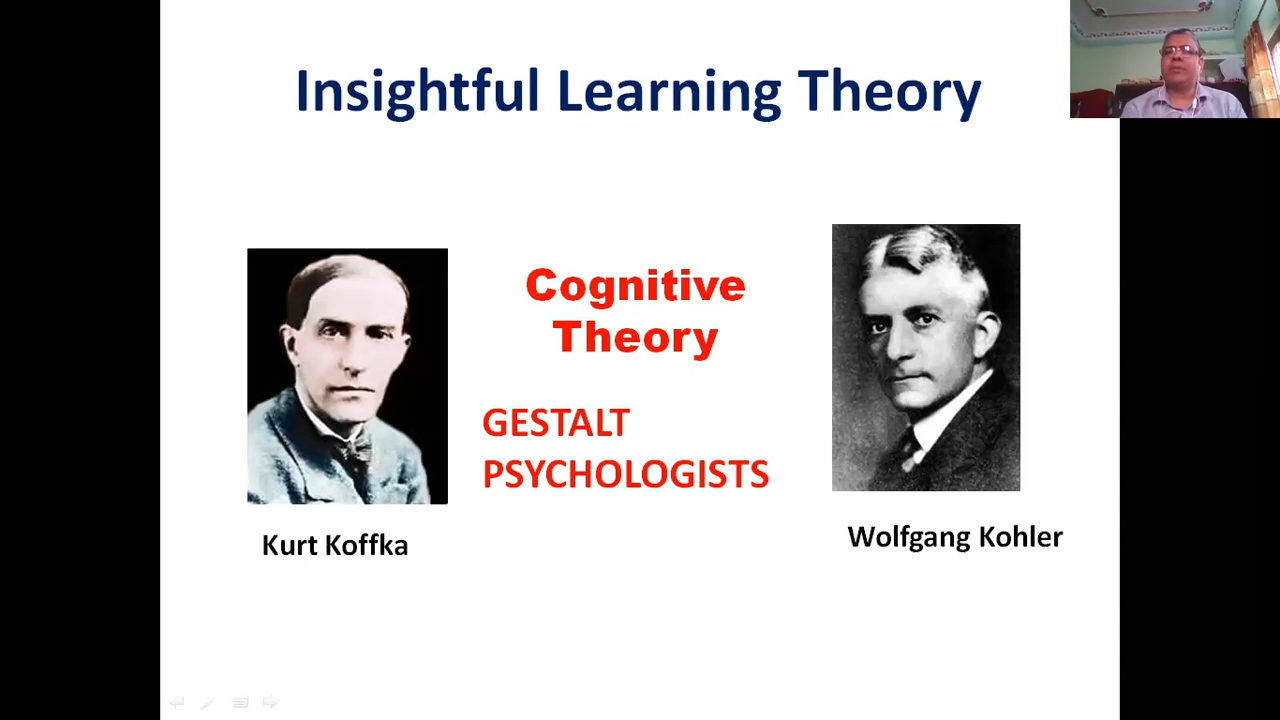 Insightful Learning Theory
Cognitive
Theory
GESTALT
PSYCHOLOGISTS
Kurt Koffka
Wolfgang Kohler